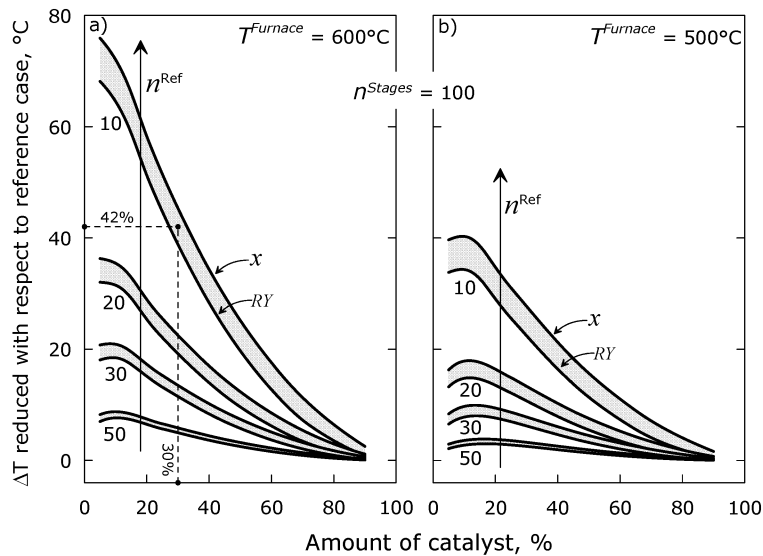 a)
T^Furnace = 600°C
b)
T^Furnace = 500°C
n^Stages = 100
ΔT reduced with respect to reference case, °C
80
60
40
20
0
n^Ref
10
42%
x
RY
20
30
50
30%
n^Ref
10
x
RY
20
30
50
0 20 40 60 80 100
0 20 40 60 80 100
Amount of catalyst, %